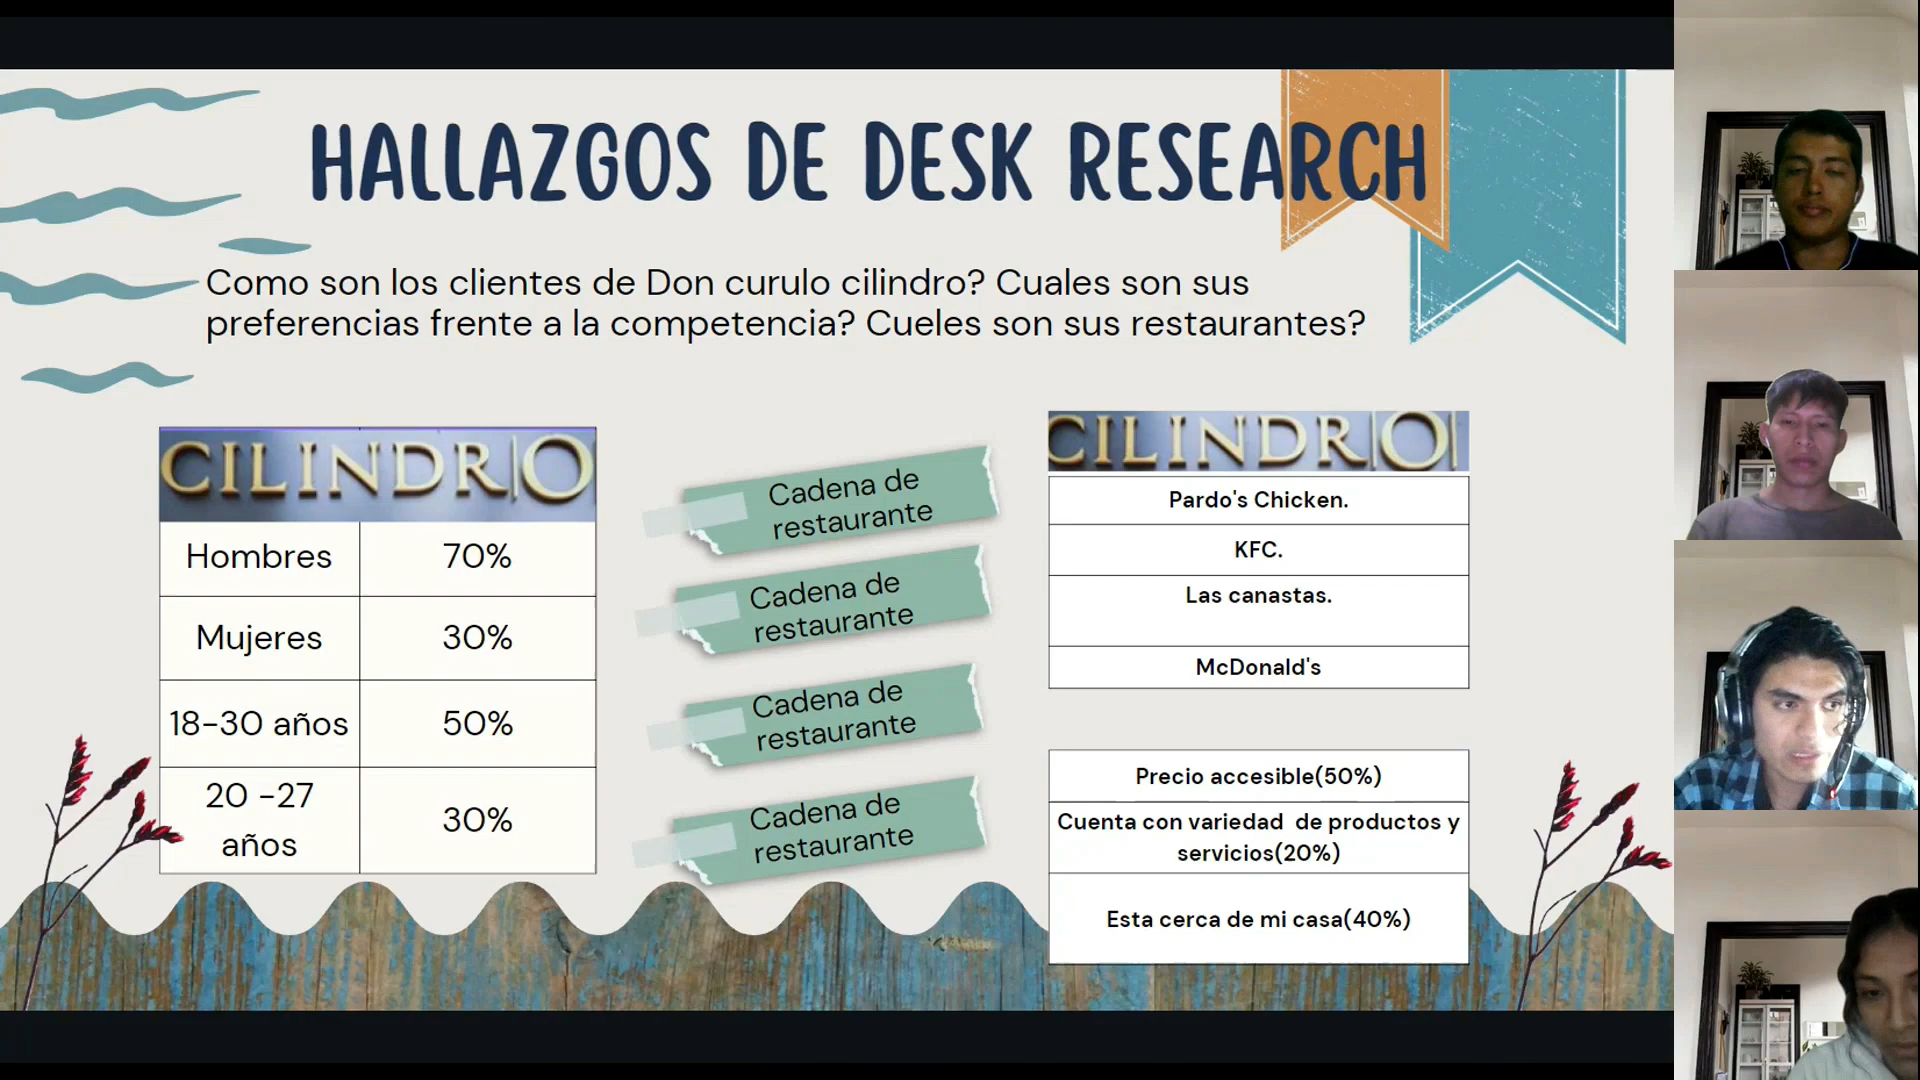 HALLAZGOS DE DESK RESEARCH
Como son los clientes de Don curulo cilindro? Cuales son sus
preferencias frente a la competencia? Cueles son sus restaurantes?
CILINDR|O
Hombres 70%
Mujeres 30%
18-30 años 50%
20 -27
años 30%
Cadena de
restaurante
Cadena de
restaurante
Cadena de
restaurante
Cadena de
restaurante
CILINDR|O|
Pardo's Chicken.
KFC.
Las canastas.
McDonald's
Precio accesible(50%)
Cuenta con variedad de productos y
servicios(20%)
Esta cerca de mi casa(40%)